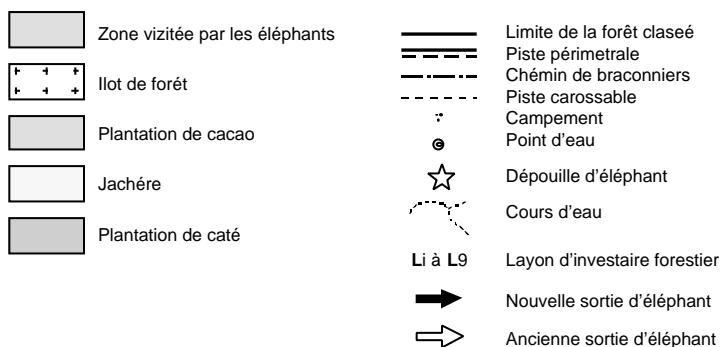 Zone vizitée par les éléphants
Ilot de forét
Plantation de cacao
Jachére
Plantation de caté
Limite de la forêt claseé
Piste périmetrale
Chémin de braconniers
Piste carossable
Campement
Point d'eau
Dépouille d'éléphant
Cours d'eau
Li à L9 Layon d'investaire forestier
Nouvelle sortie d'éléphant
Ancienne sortie d'éléphant